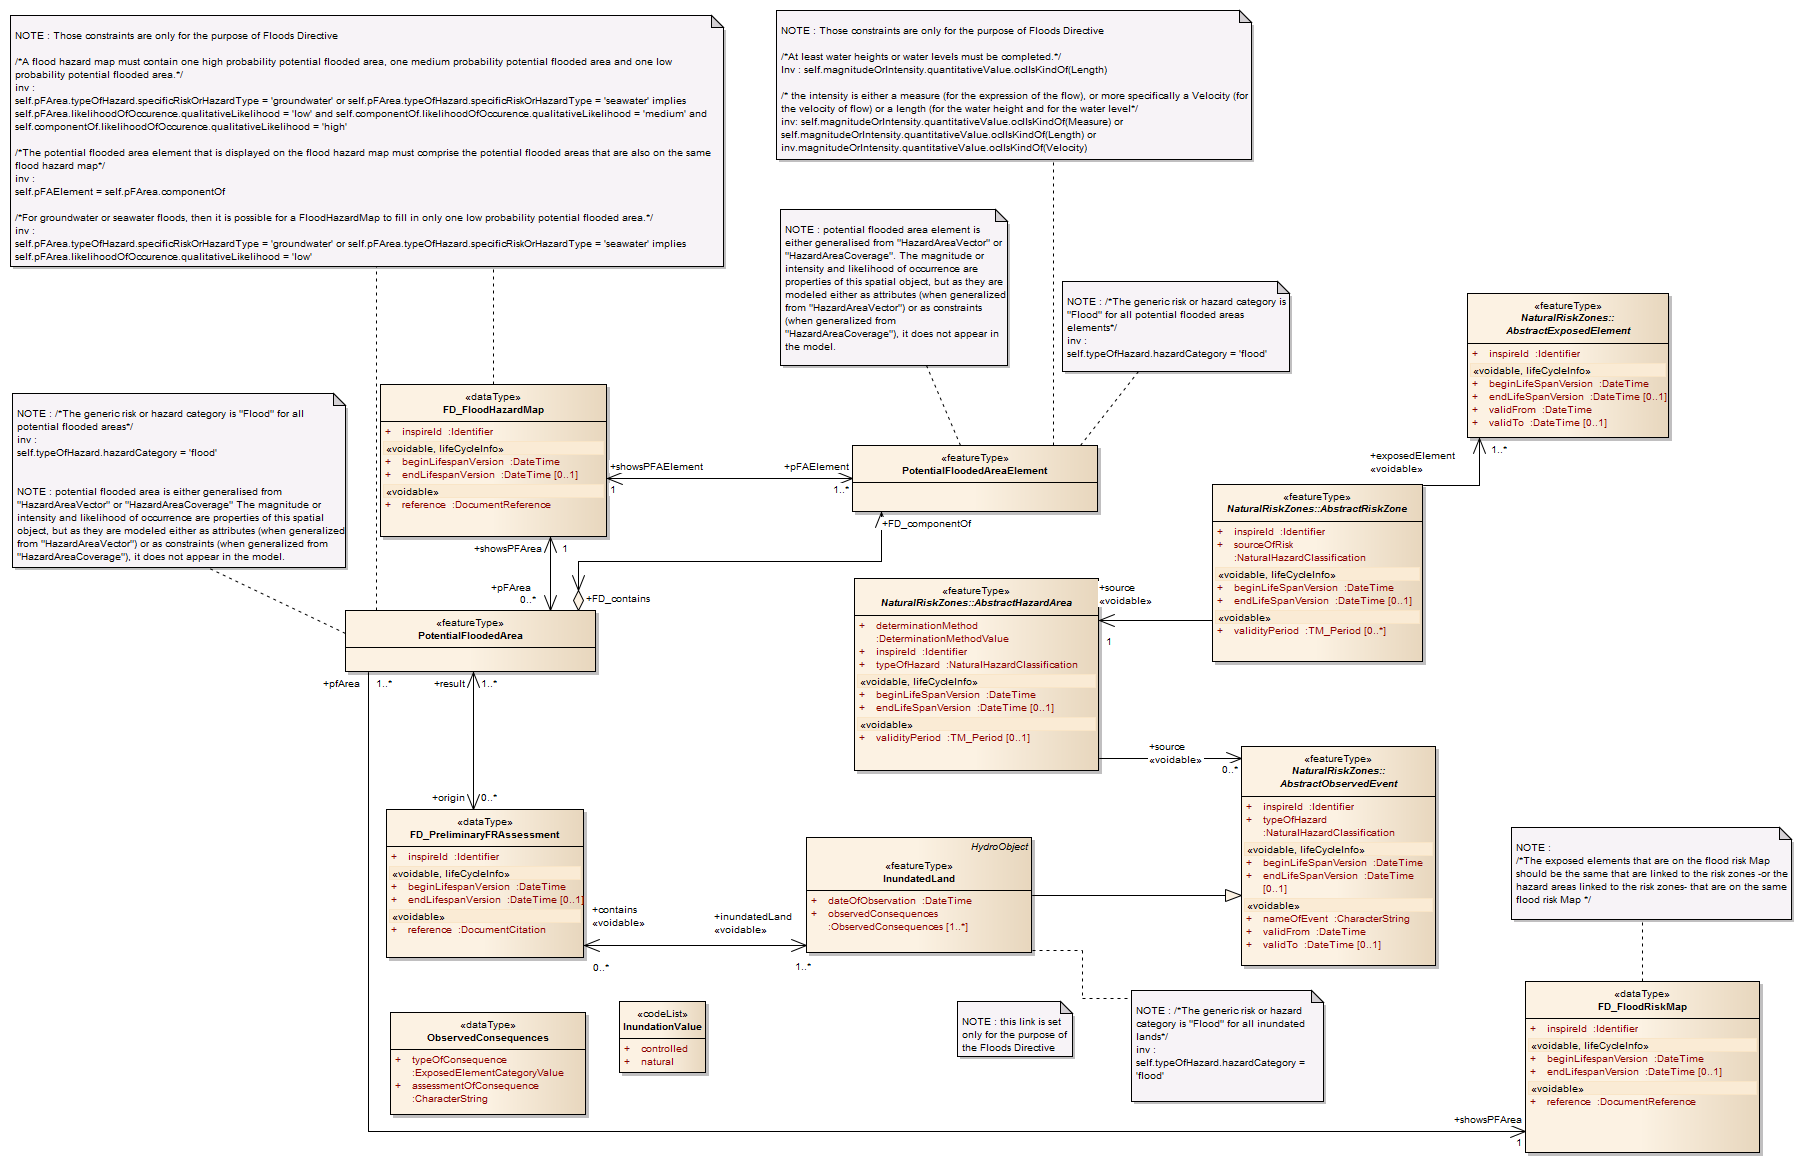 NOTE : Those constraints are only for the purpose of Floods Directive
/*A flood hazard map must contain one high probability potential flooded area, one medium probability potential flooded area and one low
probability potential flooded area.*/
inv :
self.pFArea.typeOfHazard.specificRiskOrHazardType = 'groundwater' or self.pFArea.typeOfHazard.specificRiskOrHazardType = 'seawater' implies
self.pFArea.likelihoodOfOccurence.qualitativeLikelihood = 'low' and self.componentOf.likelihoodOfOccurence.qualitativeLikelihood = 'medium' and
self.componentOf.likelihoodOfOccurence.qualitativeLikelihood = 'high'
/*The potential flooded area element that is displayed on the flood hazard map must comprise the potential flooded areas that are also on the same
flood hazard map*/
inv :
self.pFAElement = self.pFArea.componentOf
/*For groundwater or seawater floods, then it is possible for a FloodHazardMap to fill in only one low probability potential flooded area.*/
inv :
self.pFArea.typeOfHazard.specificRiskOrHazardType = 'groundwater' or self.pFArea.typeOfHazard.specificRiskOrHazardType = 'seawater' implies
self.pFArea.likelihoodOfOccurence.qualitativeLikelihood = 'low'
NOTE : Those constraints are only for the purpose of Floods Directive
/*At least water heights or water levels must be completed.*/
Inv : self.magnitudeOrIntensity.quantitativeValue.oclIsKindOf(Length)
/* the intensity is either a measure (for the expression of the flow), or more specifically a Velocity (for
the velocity of flow) or a length (for the water height and for the water level*/
inv: self.magnitudeOrIntensity.quantitativeValue.oclIsKindOf(Measure) or
self.magnitudeOrIntensity.quantitativeValue.oclIsKindOf(Length) or
inv.magnitudeOrIntensity.quantitativeValue.oclIsKindOf(Velocity)
NOTE : potential flooded area element is
either generalised from "HazardAreaVector" or
"HazardAreaCoverage". The magnitude or
intensity and likelihood of occurrence are
properties of this spatial object, but as they are
modeled either as attributes (when generalized
from "HazardAreaVector") or as constraints
(when generalized from
"HazardAreaCoverage"), it does not appear in
the model.
NOTE : /*The generic risk or hazard category is
"Flood" for all potential flooded areas
elements*/
inv :
self.typeOfHazard.hazardCategory = 'flood'
«featureType»
NaturalRiskZones::
AbstractExposedElement
+ inspireId :Identifier
«voidable, lifeCycleInfo»
+ beginLifeSpanVersion :DateTime
+ endLifeSpanVersion :DateTime [0..1]
+ validFrom :DateTime
+ validTo :DateTime [0..1]
NOTE : /*The generic risk or hazard category is "Flood" for all
potential flooded areas*/
inv :
self.typeOfHazard.hazardCategory = 'flood'
NOTE : potential flooded area is either generalised from
"HazardAreaVector" or "HazardAreaCoverage" The magnitude or
intensity and likelihood of occurrence are properties of this spatial
object, but as they are modeled either as attributes (when generalized
from "HazardAreaVector") or as constraints (when generalized from
"HazardAreaCoverage"), it does not appear in the model.
«dataType»
FD_FloodHazardMap
+ inspireId :Identifier
«voidable, lifeCycleInfo»
+ beginLifespanVersion :DateTime
+ endLifespanVersion :DateTime [0..1]
«voidable»
+ reference :DocumentReference
+showsPFAElement
1
+pFAElement
1..*
«featureType»
PotentialFloodedAreaElement
+exposedElement
«voidable»
1..*
«featureType»
NaturalRiskZones::AbstractRiskZone
+ inspireId :Identifier
+ sourceOfRisk
:NaturalHazardClassification
«voidable, lifeCycleInfo»
+ beginLifeSpanVersion :DateTime
+ endLifeSpanVersion :DateTime [0..1]
«voidable»
+ validityPeriod :TM_Period [0..*]
+FD_componentOf
+showsPFArea
1
+pFArea
0..*
+FD_contains
«featureType»
PotentialFloodedArea
«featureType»
NaturalRiskZones::AbstractHazardArea
+ determinationMethod
:DeterminationMethodValue
+ inspireId :Identifier
+ typeOfHazard :NaturalHazardClassification
«voidable, lifeCycleInfo»
+ beginLifeSpanVersion :DateTime
+ endLifeSpanVersion :DateTime [0..1]
«voidable»
+ validityPeriod :TM_Period [0..1]
+source
«voidable»
1
+pfArea
1..*
+result
1..*
+source
«voidable»
0..*
«featureType»
NaturalRiskZones::
AbstractObservedEvent
+ inspireId :Identifier
+ typeOfHazard
:NaturalHazardClassification
«voidable, lifeCycleInfo»
+ beginLifeSpanVersion :DateTime
+ endLifeSpanVersion :DateTime
[0..1]
«voidable»
+ nameOfEvent :CharacterString
+ validFrom :DateTime
+ validTo :DateTime [0..1]
+origin
0..*
«dataType»
FD_PreliminaryFRAssessment
+ inspireId :Identifier
«voidable, lifeCycleInfo»
+ beginLifespanVersion :DateTime
+ endLifespanVersion :DateTime [0..1]
«voidable»
+ reference :DocumentCitation
+contains
«voidable»
0..*
+inundatedLand
«voidable»
1..*
HydroObject
«featureType»
InundatedLand
+ dateOfObservation :DateTime
+ observedConsequences
:ObservedConsequences [1..*]
NOTE :
/*The exposed elements that are on the flood risk Map
should be the same that are linked to the risk zones -or the
hazard areas linked to the risk zones- that are on the same
flood risk Map */
«dataType»
ObservedConsequences
+ typeOfConsequence
:ExposedElementCategoryValue
+ assessmentOfConsequence
:CharacterString
«codeList»
InundationValue
+ controlled
+ natural
NOTE : this link is set
only for the purpose of
the Floods Directive
NOTE : /*The generic risk or hazard
category is "Flood" for all inundated
lands*/
inv :
self.typeOfHazard.hazardCategory =
'flood'
«dataType»
FD_FloodRiskMap
+ inspireId :Identifier
«voidable, lifeCycleInfo»
+ beginLifespanVersion :DateTime
+ endLifespanVersion :DateTime [0..1]
«voidable»
+ reference :DocumentReference
+showsPFArea
1